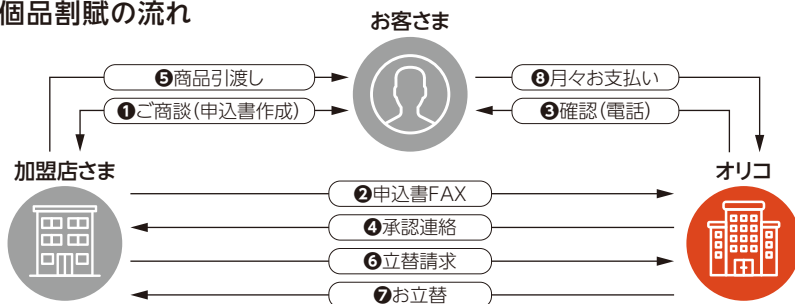 個品割賦の流れ
お客さま
❺商品引渡し
❽月々お支払い
❶ご商談(申込書作成)
❸確認(電話)
加盟店さま
オリコ
❷申込書FAX
❹承認連絡
❻立替請求
❼お立替